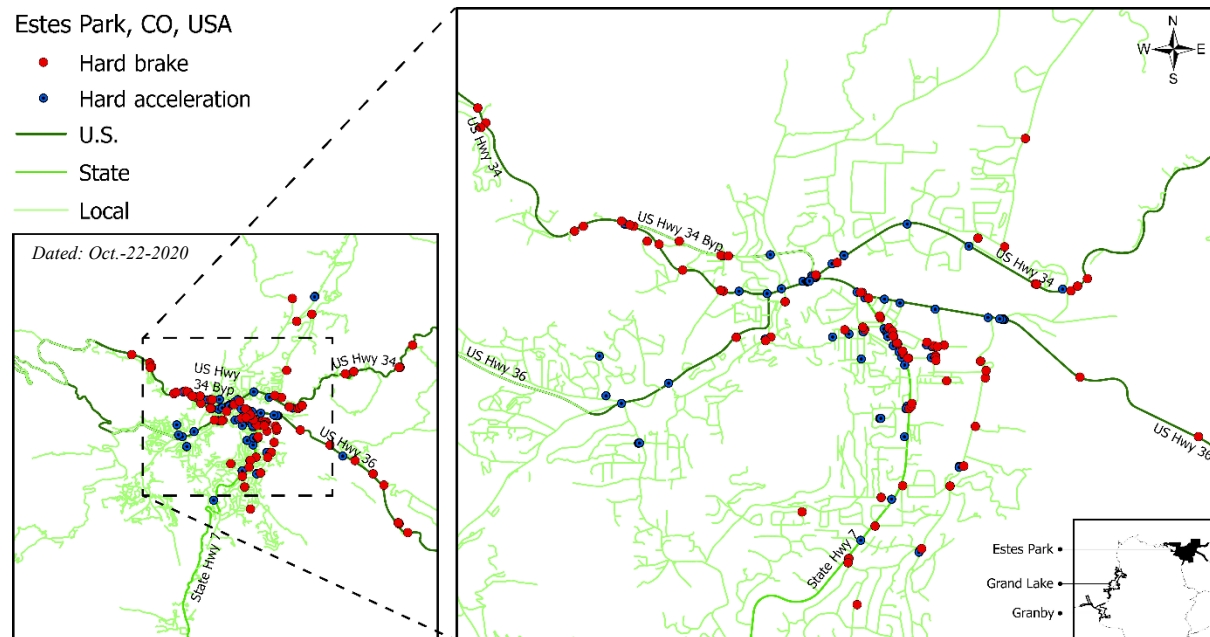 Estes Park, CO, USA
Hard brake
Hard acceleration
U.S.
State
Local
Dated: Oct.-22-2020
US Hwy 34
US Hwy
34 Byp
US Hwy 36
State Hwy 7
N
W
E
S
US Hwy 34
US Hwy 34 Byp
US Hwy 34
US Hwy 36
US Hwy 36
State Hwy 7
Estes Park
Grand Lake
Granby